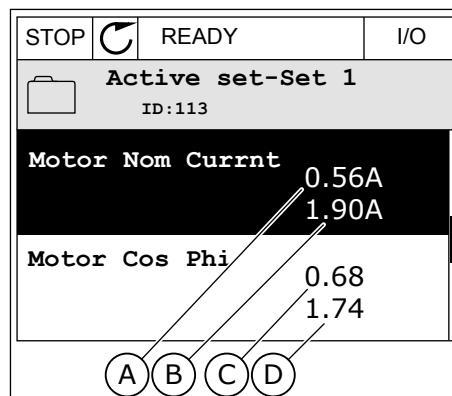 STOP READY I/O
Active set-Set 1
ID:113
Motor Nom Currnt
0.56A
1.90A
Motor Cos Phi
0.68
1.74
A B C D